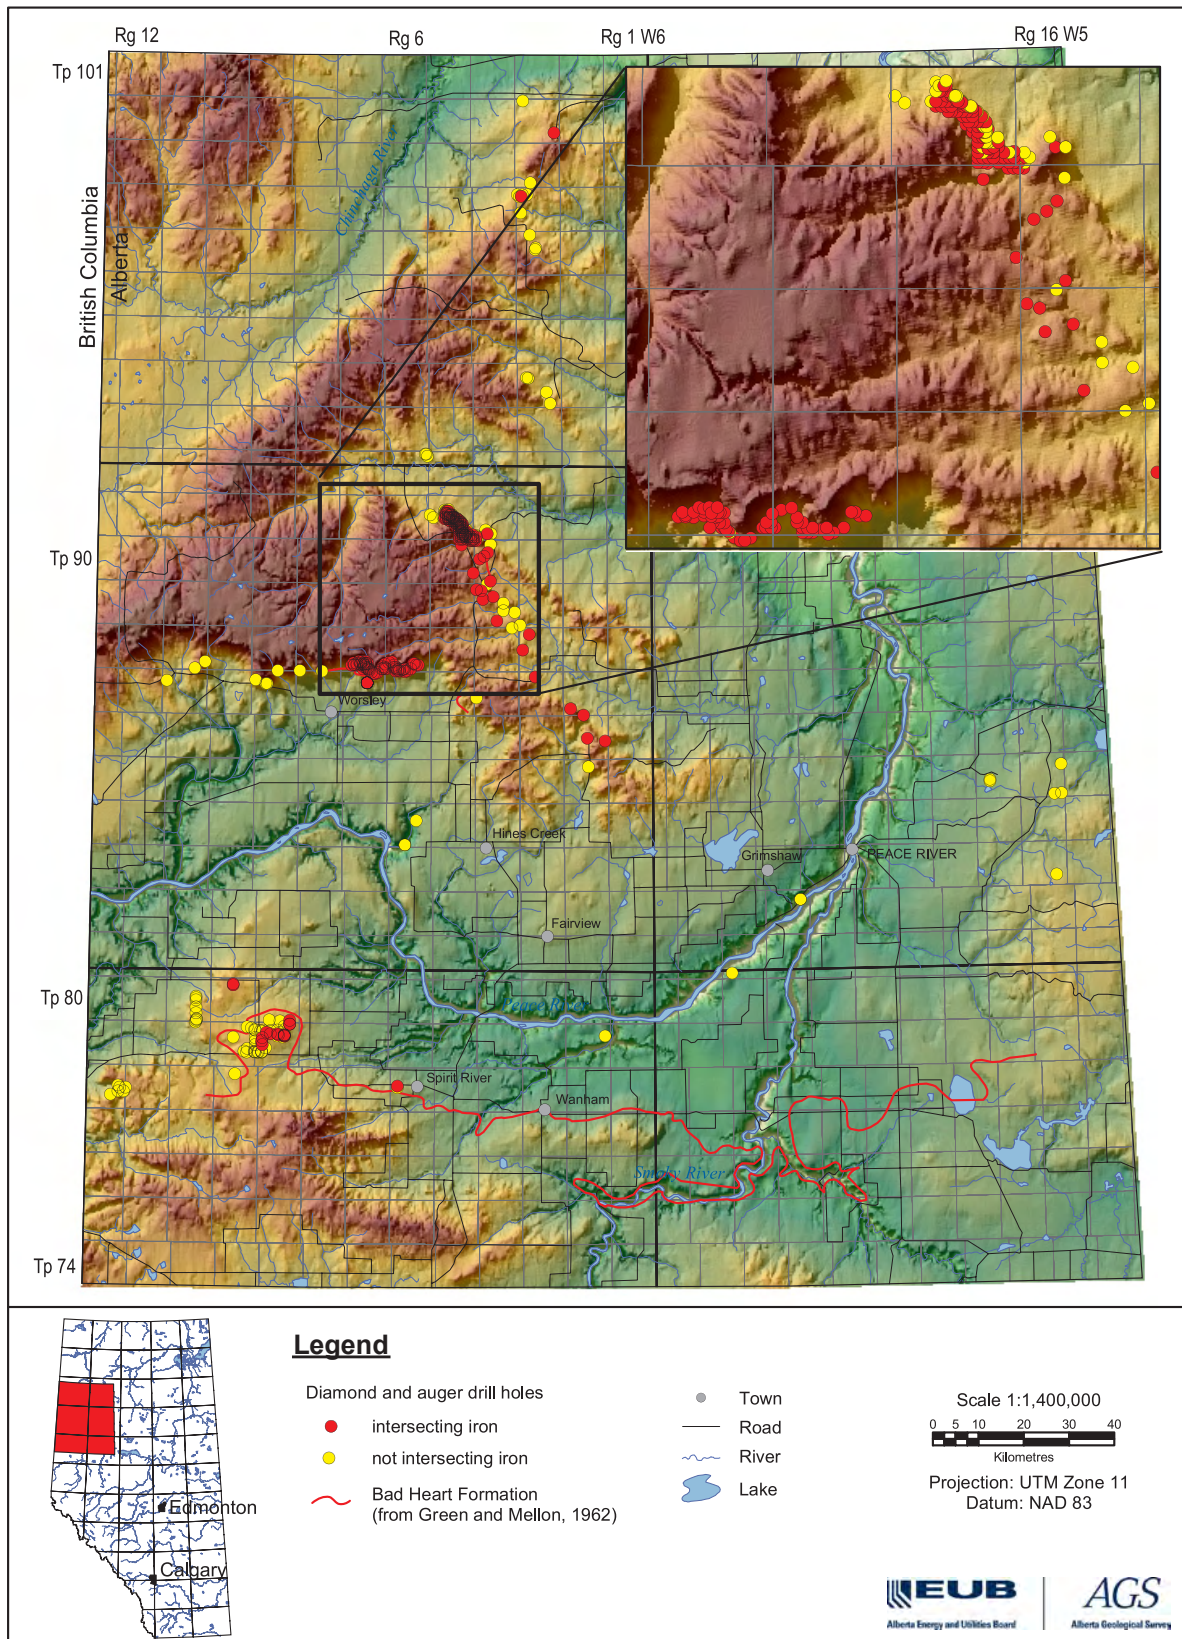 Rg 12
Rg 6
Rg 1 W6
Rg 16 W5
Tp 101
Chinchaga River
British Columbia
Alberta
Tp 90
Worsley
Hines Creek
Grimshaw
PEACE RIVER
Fairview
Tp 80
Peace River
Spirit River
Wanham
Smoky River
Tp 74
Edmonton
Calgary
Legend
Diamond and auger drill holes
intersecting iron
not intersecting iron
Bad Heart Formation
(from Green and Mellon, 1962)
Town
Road
River
Lake
Scale 1:1,400,000
0 5 10 20 30 40
Kilometres
Projection: UTM Zone 11
Datum: NAD 83
EUB
Alberta Energy and Utilities Board
AGS
Alberta Geological Survey